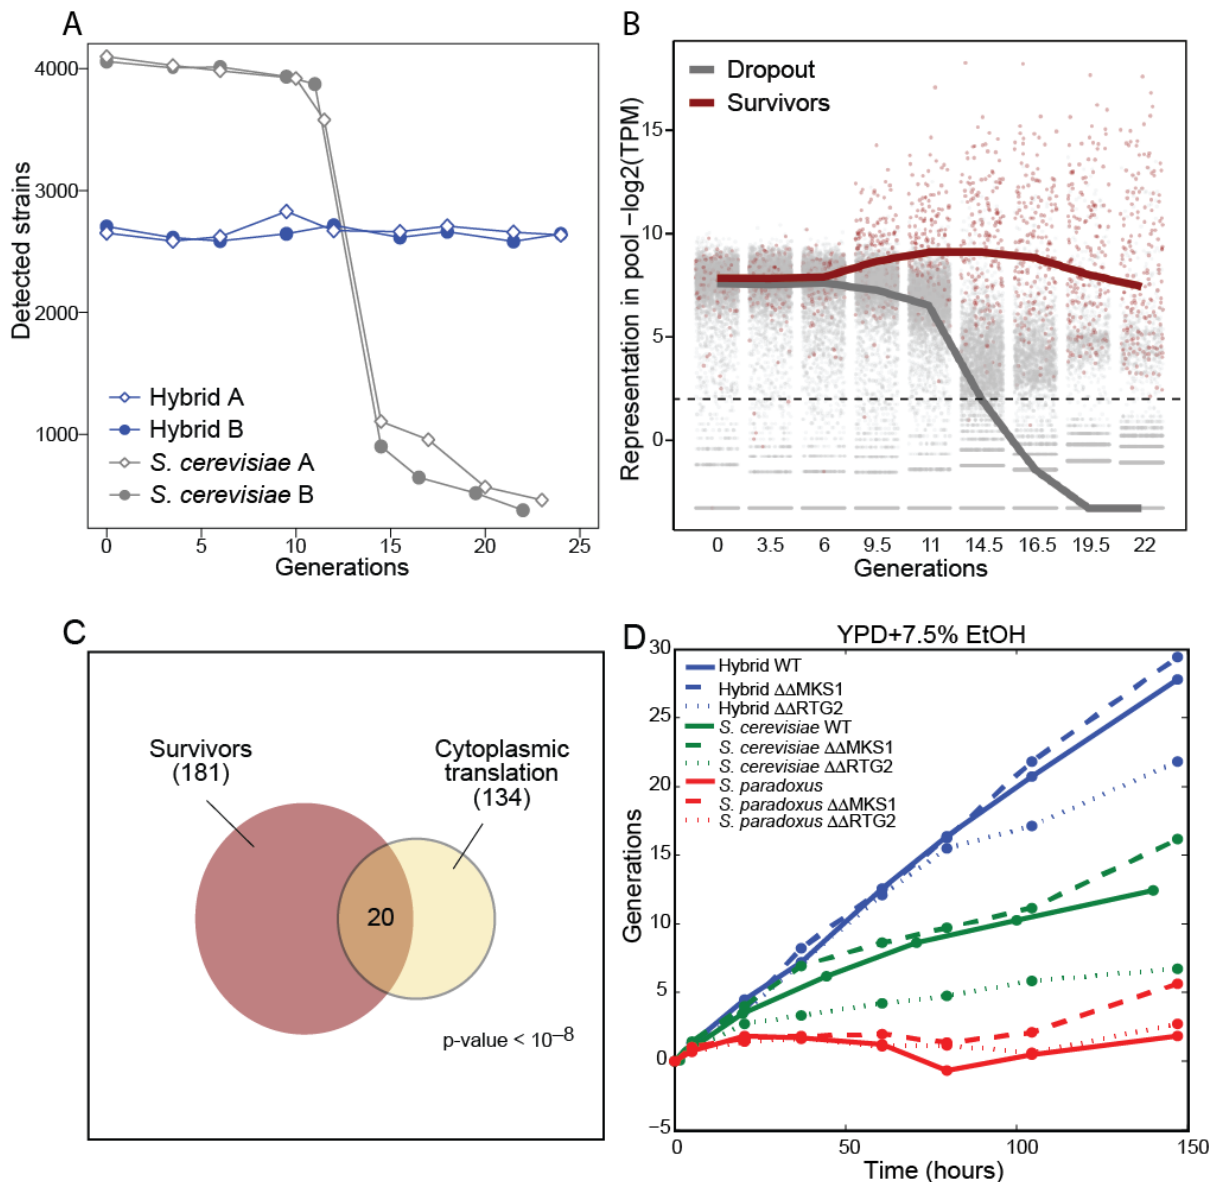 A
Detected strains
4000
3000
2000
1000
Hybrid A
Hybrid B
S. cerevisiae A
S. cerevisiae B
0
5
10
15
20
25
Generations
B
Representation in pool –log2(TPM)
15
10
5
0
Dropout
Survivors
0
3.5
6
9.5
11
14.5
16.5
19.5
22
Generations
C
Survivors
(181)
Cytoplasmic
translation
(134)
20
p-value < 10–8
D
YPD+7.5% EtOH
Generations
30
25
20
15
10
5
0
–5
Hybrid WT
Hybrid ΔΔMKS1
Hybrid ΔΔRTG2
S. cerevisiae WT
S. cerevisiae ΔΔMKS1
S. cerevisiae ΔΔRTG2
S. paradoxus
S. paradoxus ΔΔMKS1
S. paradoxus ΔΔRTG2
0
50
100
150
Time (hours)